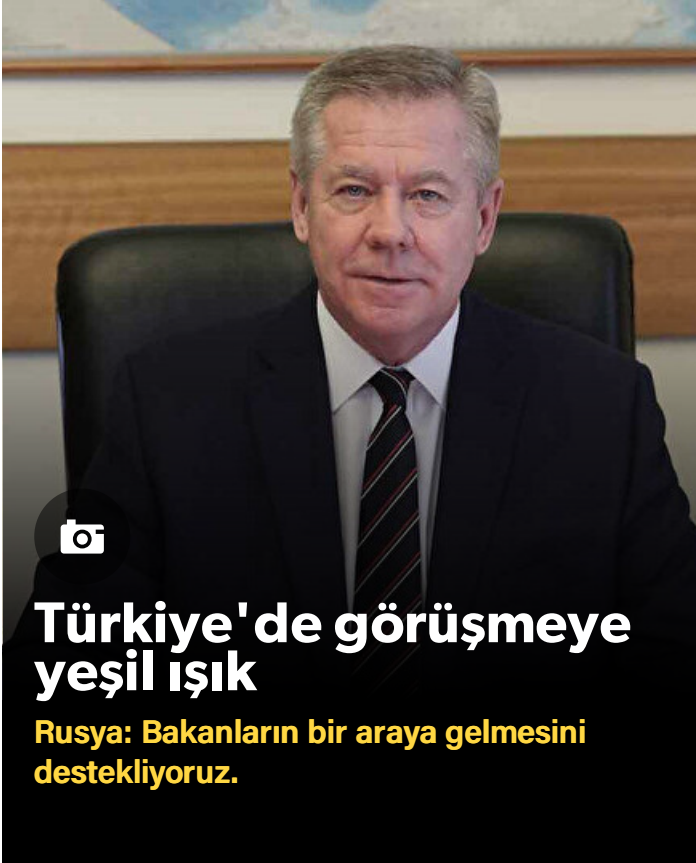 Türkiye'de görüşmeye
yeşil ışık
Rusya: Bakanların bir araya gelmesini
destekliyoruz.